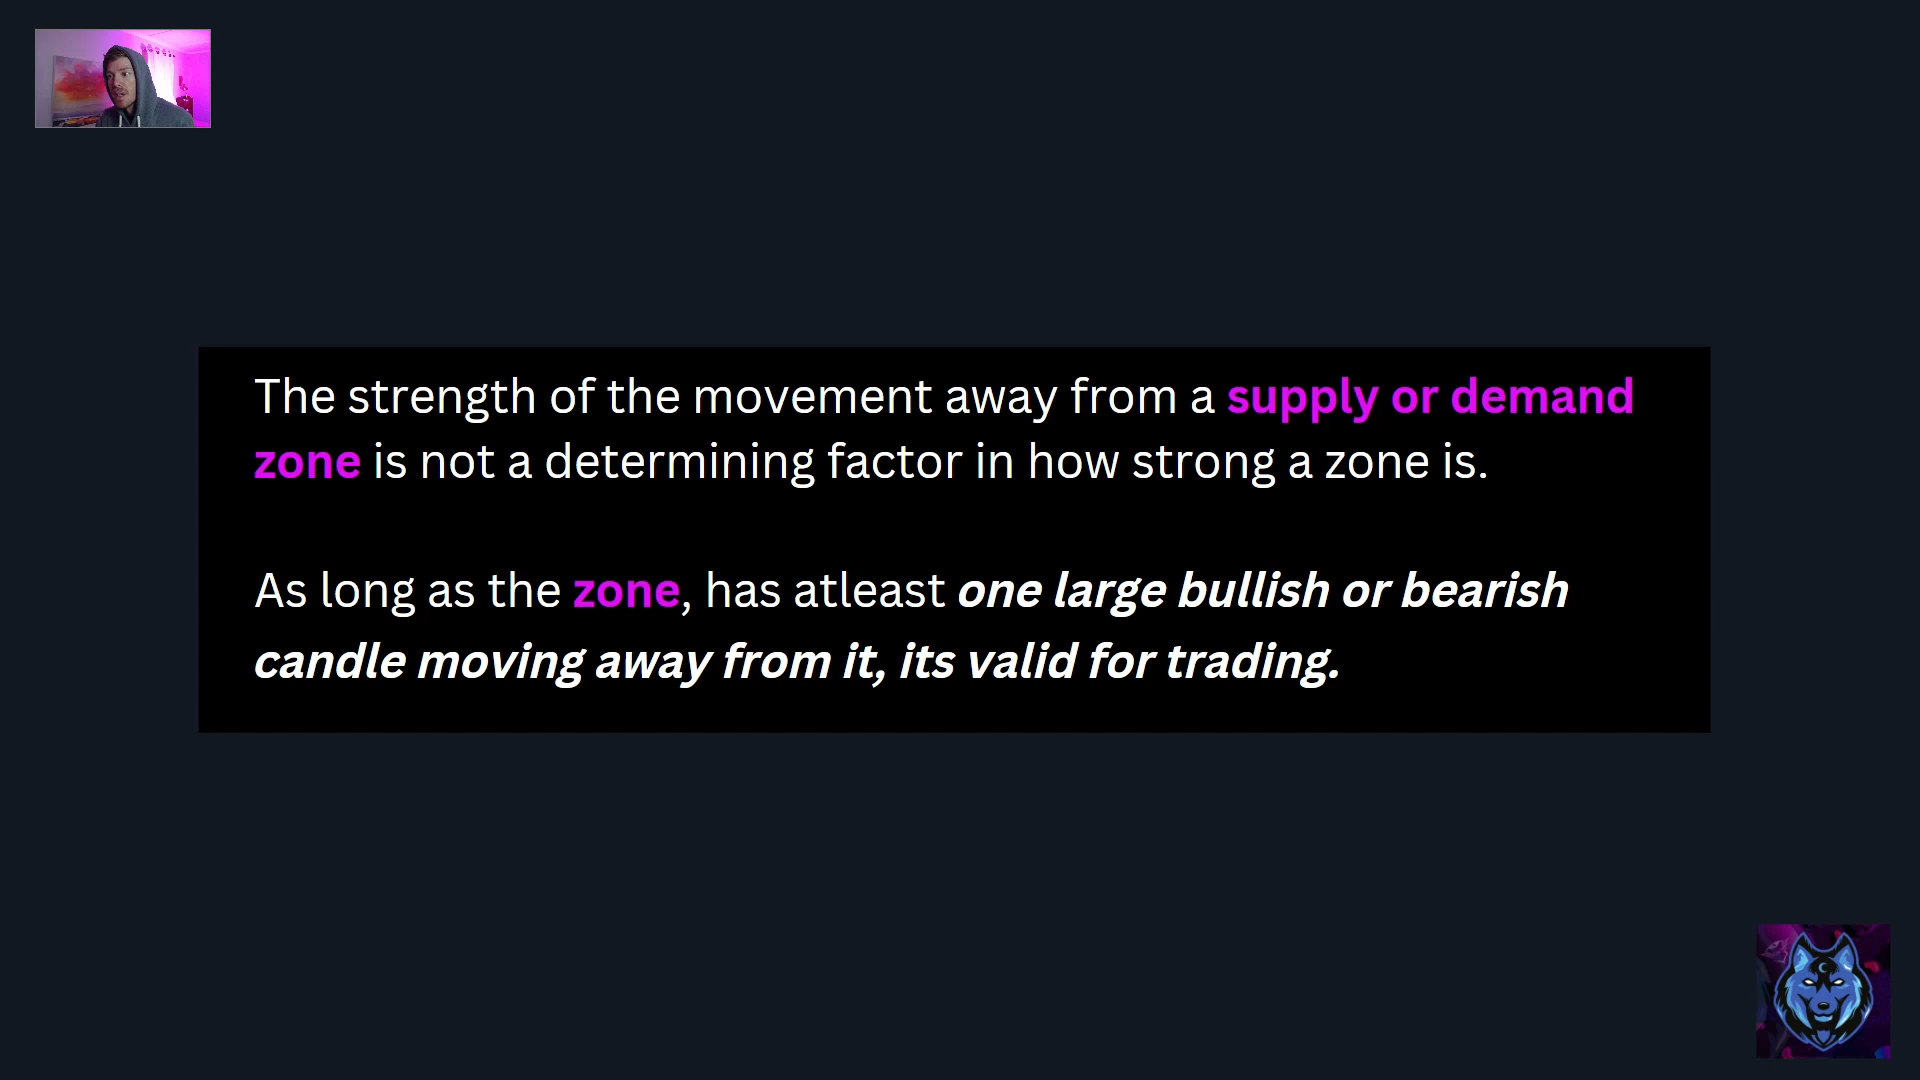 The strength of the movement away from a supply or demand
zone is not a determining factor in how strong a zone is.
As long as the zone, has atleast one large bullish or bearish
candle moving away from it, its valid for trading.